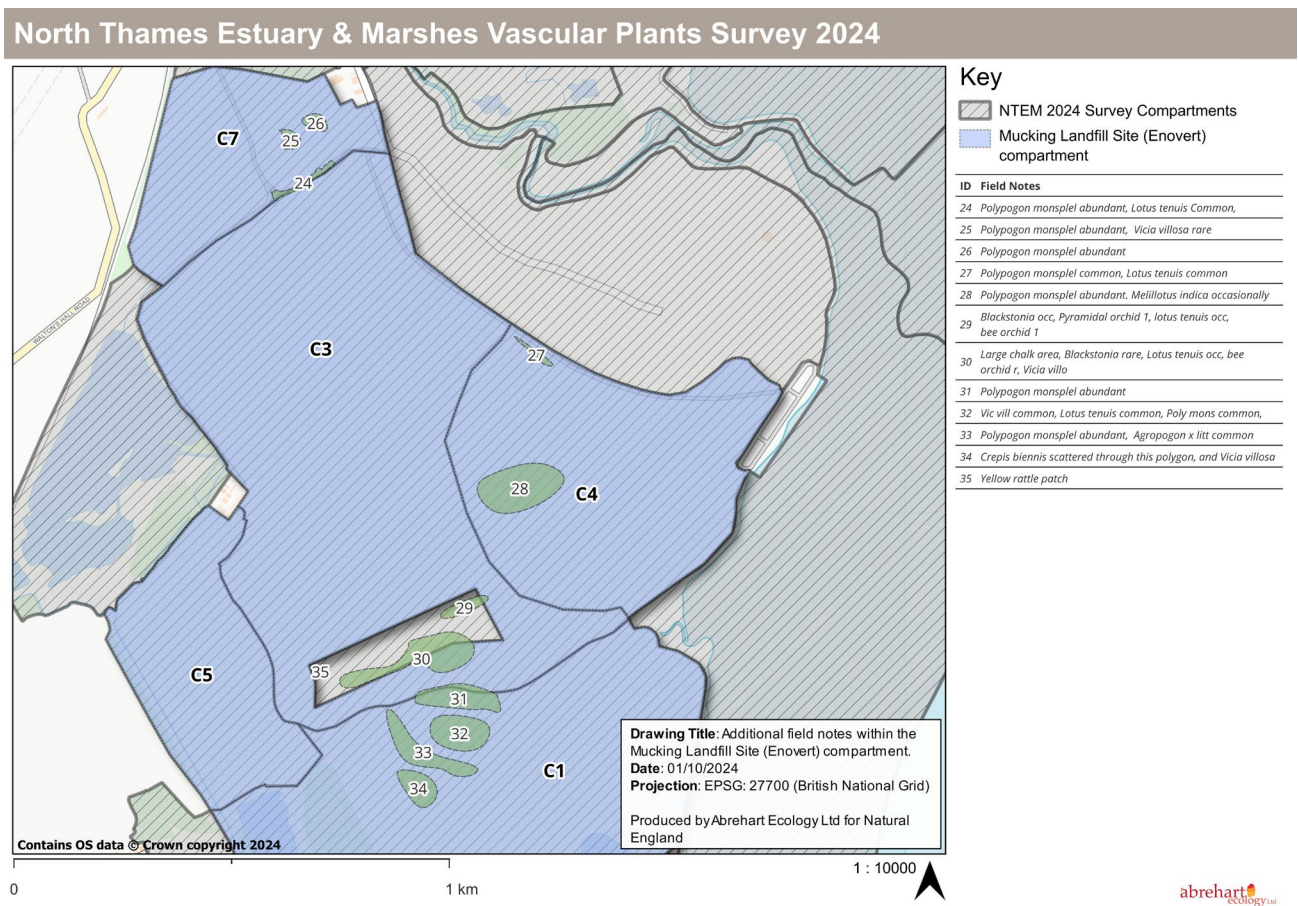 North Thames Estuary & Marshes Vascular Plants Survey 2024
C7
26
25
24
WALTON'S HALL ROAD
C3
27
28
C4
29
30
35
C5
31
32
33
34
C1
Contains OS data © Crown copyright 2024
Drawing Title: Additional field notes within the
Mucking Landfill Site (Enovert) compartment.
Date: 01/10/2024
Projection: EPSG: 27700 (British National Grid)
Produced by Abrehart Ecology Ltd for Natural
England
0
1 km
1 : 10000
Key
NTEM 2024 Survey Compartments
Mucking Landfill Site (Enovert)
compartment
ID Field Notes
24 Polypogon monsplel abundant, Lotus tenuis Common,
25 Polypogon monsplel abundant, Vicia villosa rare
26 Polypogon monsplel abundant
27 Polypogon monsplel common, Lotus tenuis common
28 Polypogon monsplel abundant. Melillotus indica occasionally
29 Blackstonia occ, Pyramidal orchid 1, lotus tenuis occ,
bee orchid 1
30 Large chalk area, Blackstonia rare, Lotus tenuis occ, bee
orchid r, Vicia villo
31 Polypogon monsplel abundant
32 Vic vill common, Lotus tenuis common, Poly mons common,
33 Polypogon monsplel abundant, Agropogon x litt common
34 Crepis biennis scattered through this polygon, and Vicia villosa
35 Yellow rattle patch
abrehart
ecology Ltd